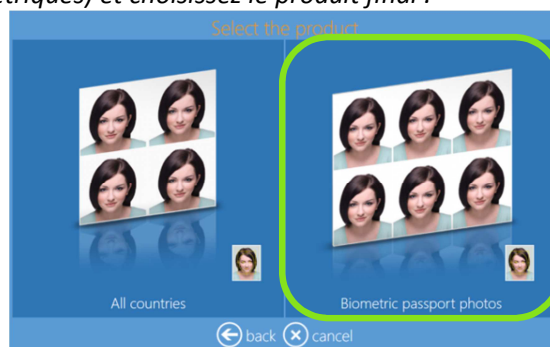 et choisissez le produit final :
Select the product
All countries
Biometric passport photos
back cancel